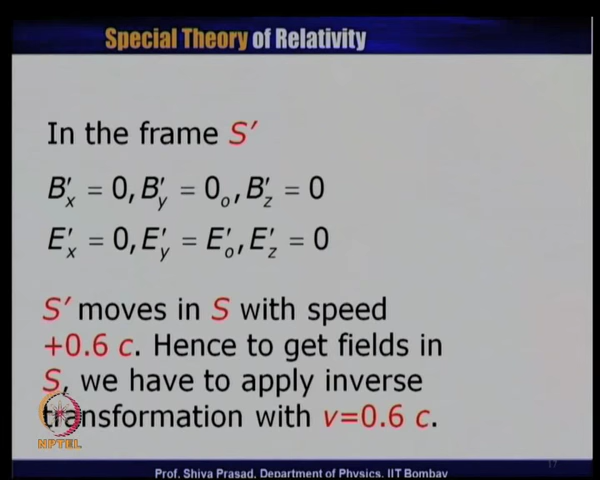 Special Theory of Relativity
In the frame S′
B′x = 0, B′y = 0o, B′z = 0
E′x = 0, E′y = E′o, E′z = 0
S′ moves in S with speed
+0.6 c. Hence to get fields in
S, we have to apply inverse
transformation with v=0.6 c.
NPTEL
17
Prof. Shiva Prasad, Department of Physics, IIT Bombay